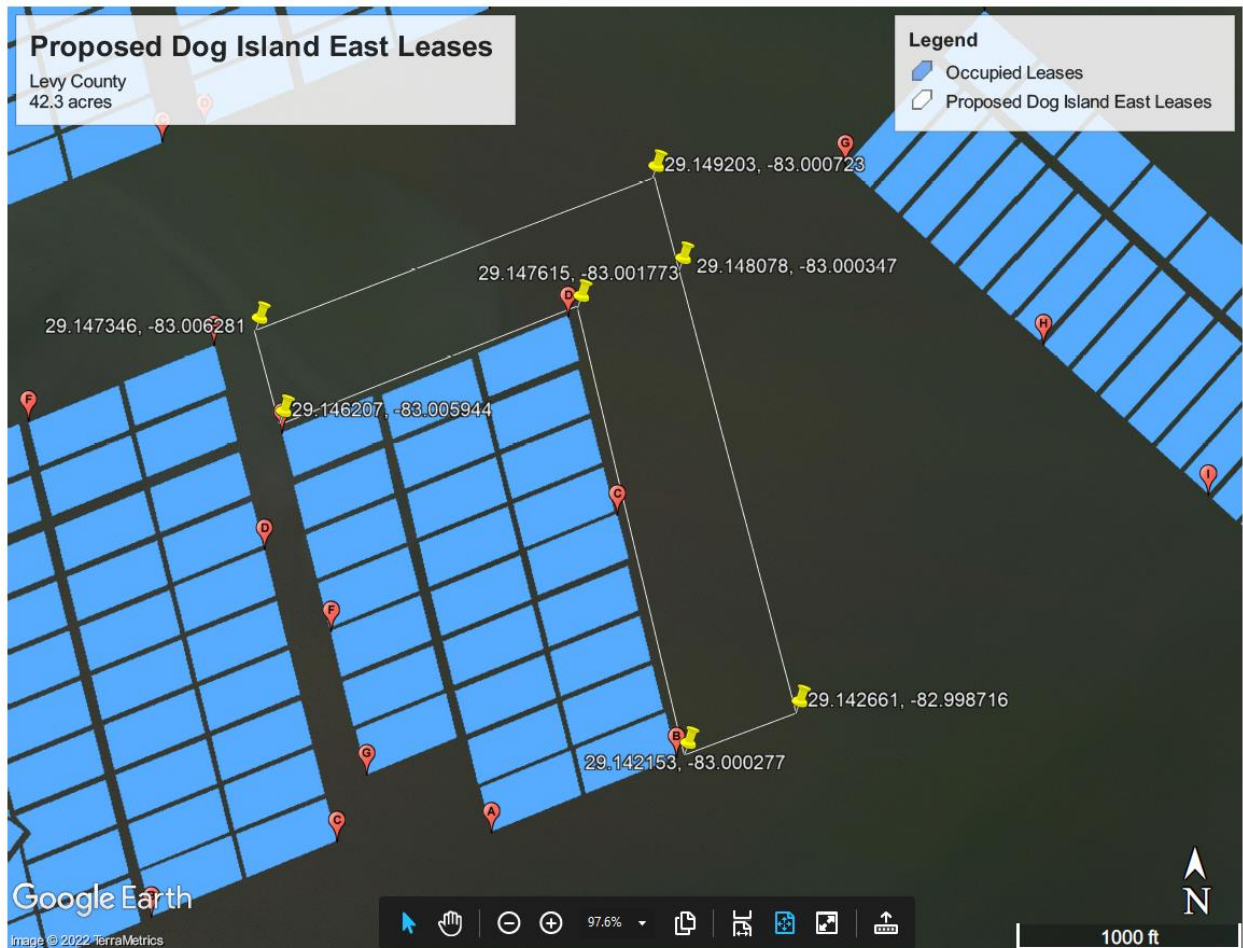 Proposed Dog Island East Leases
Levy County
42.3 acres
Legend
Occupied Leases
Proposed Dog Island East Leases
C
D
G
29.149203, -83.000723
29.147615, -83.001773
29.148078, -83.000347
D
29.147346, -83.006281
F
29.146207, -83.005944
H
I
C
D
F
29.142661, -82.998716
B
29.142153, -83.000277
G
A
C
N
Google Earth
97.6%
Image © 2022 TerraMetrics
1000 ft